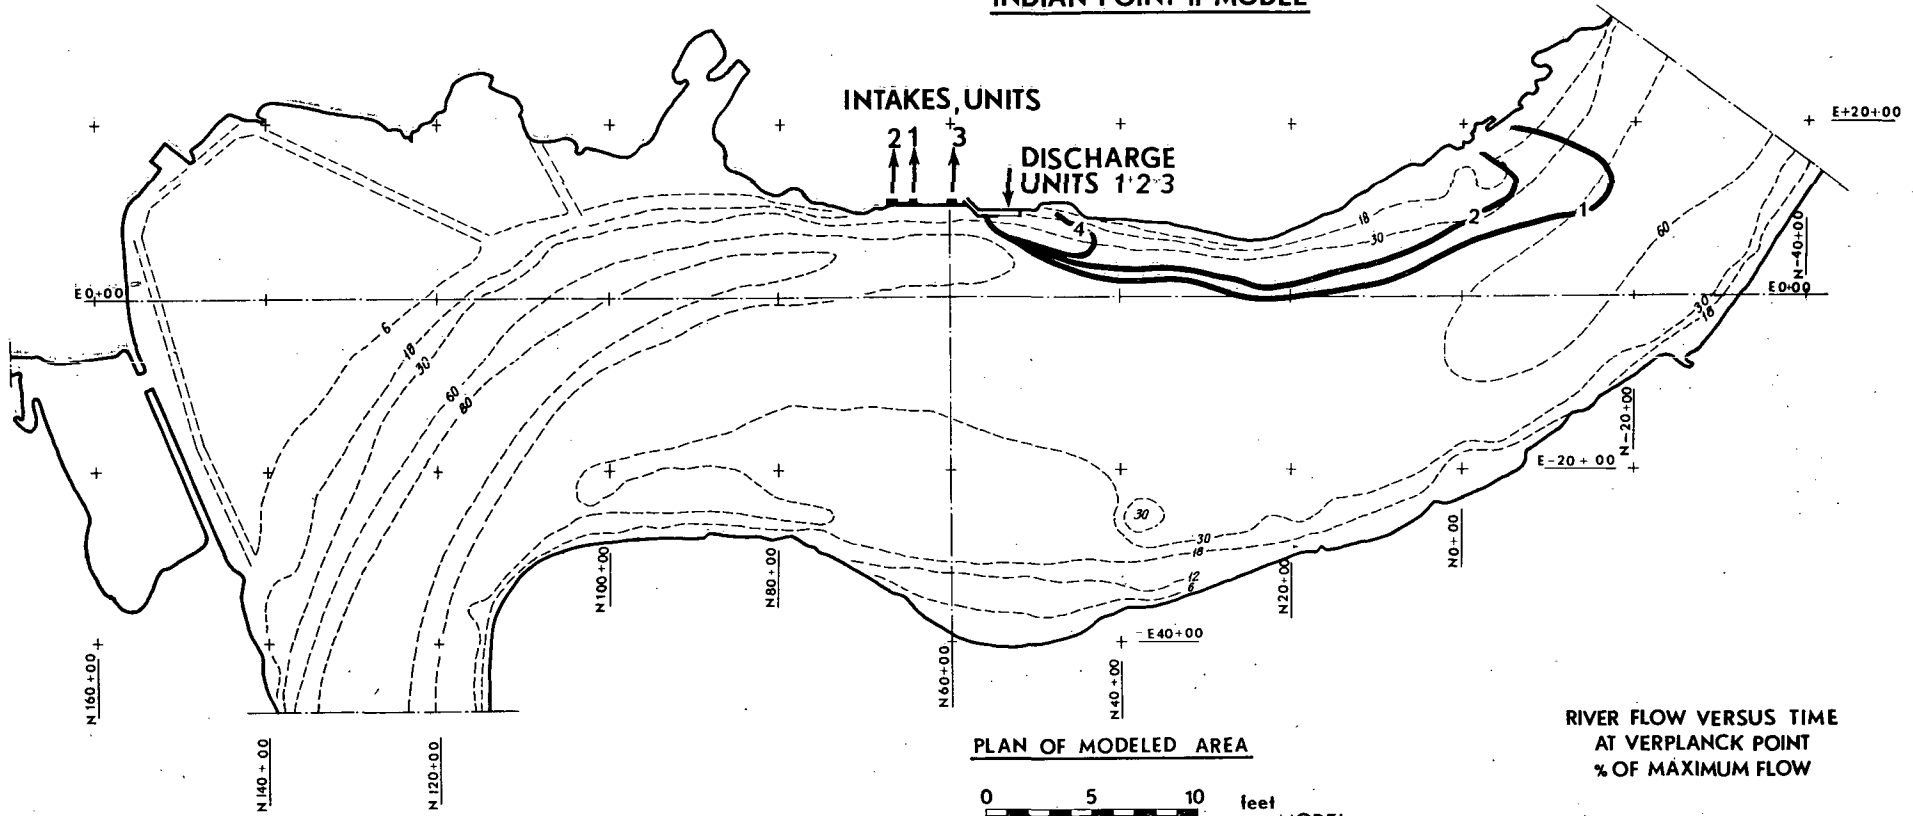 INDIAN POINT II MODEL
INTAKES, UNITS
2 1 3
DISCHARGE
UNITS 1+2+3
E+20+00
4
2
1
18
30
60
N-40+00
E0+00
E0+00
6
18
30
60
80
30
18
N-20+00
E-20+00
30
30
18
12
6
N0+00
N20+00
N100+00
N80+00
-E40+00
N60+00
N40+00
N160+00
N140+00
N120+00
PLAN OF MODELED AREA
RIVER FLOW VERSUS TIME
AT VERPLANCK POINT
% OF MAXIMUM FLOW
0 5 10 feet
MODEL